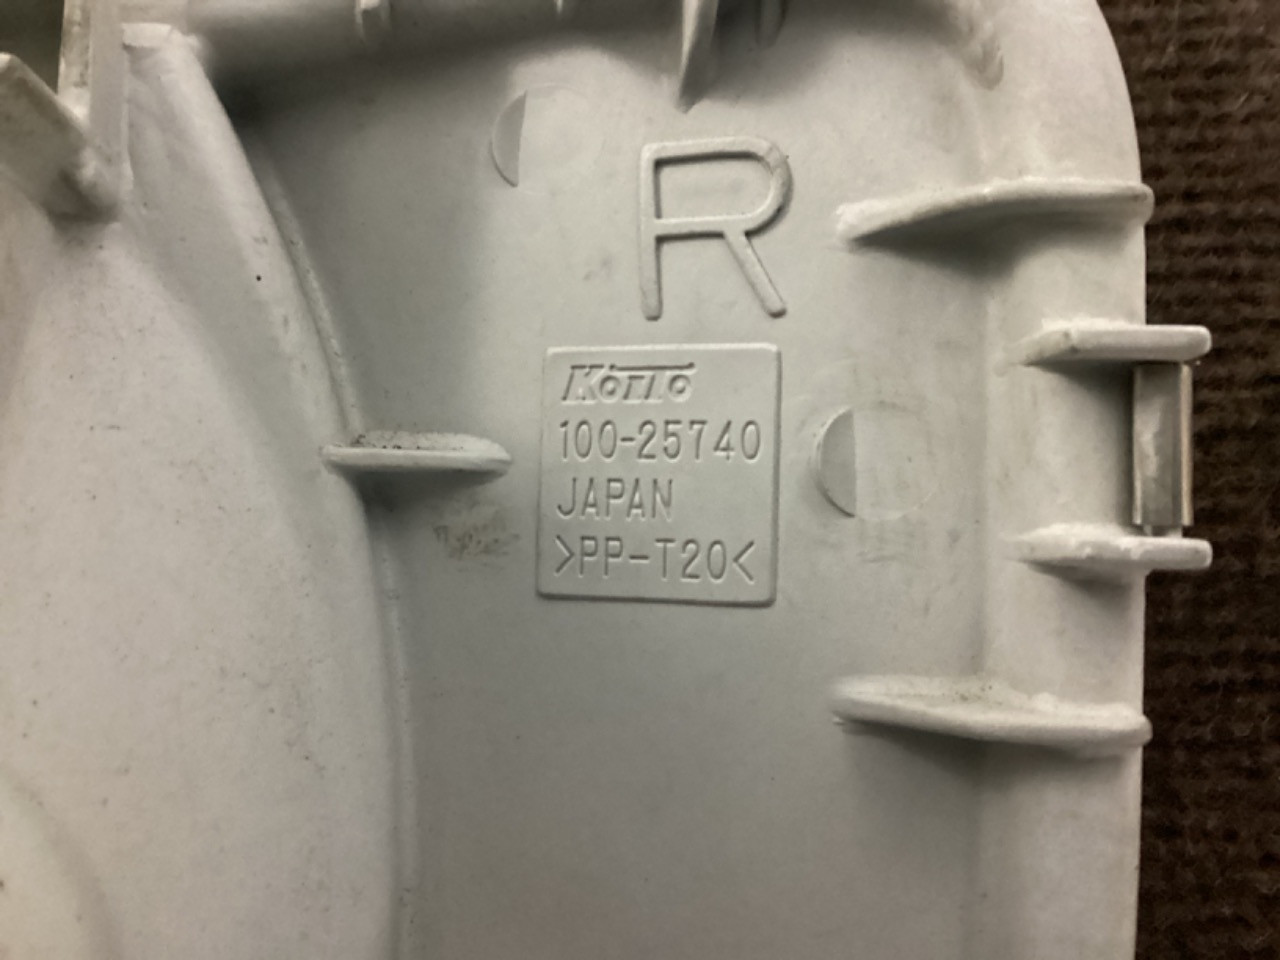 R
KOITO
100-25740
JAPAN
>PP-T20<